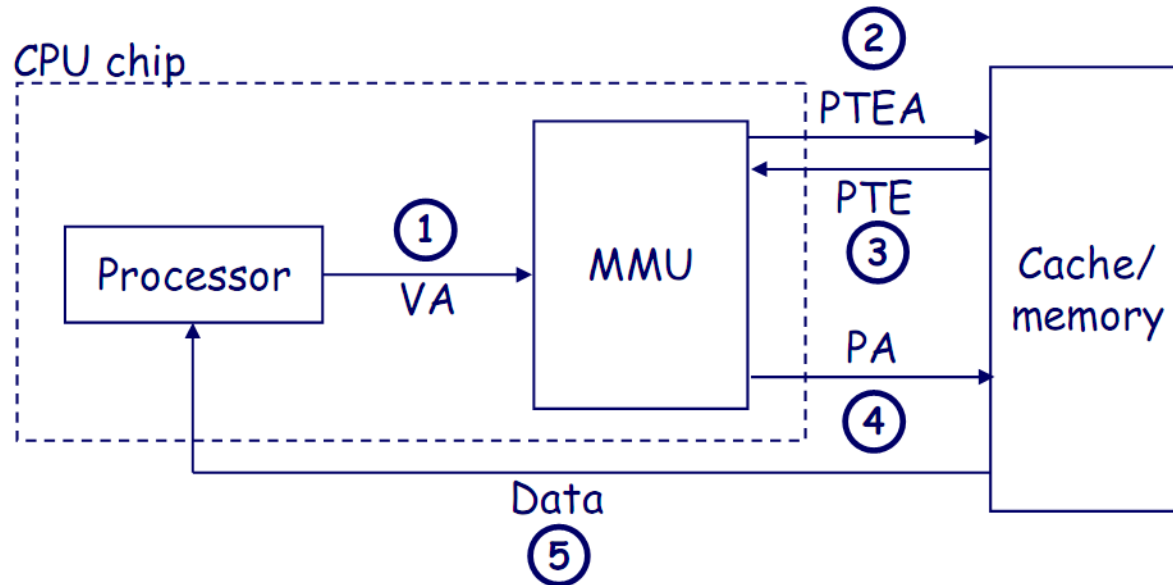 CPU chip
2
PTEA
PTE
3
1
VA
Processor
MMU
Cache/
memory
PA
4
Data
5